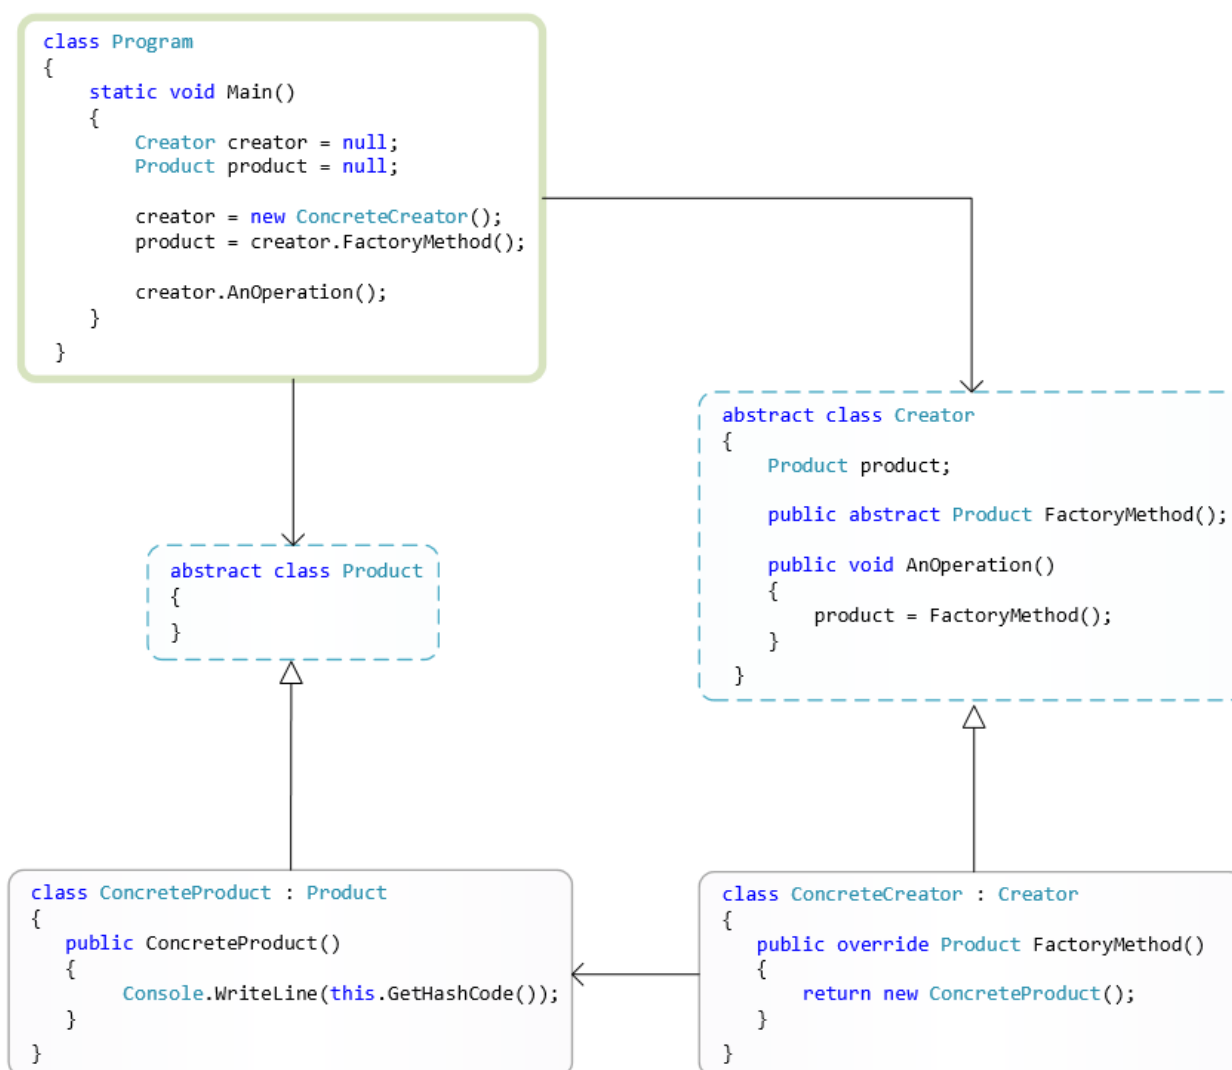 class Program
{
static void Main()
{
Creator creator = null;
Product product = null;
creator = new ConcreteCreator();
product = creator.FactoryMethod();
creator.AnOperation();
}
}
abstract class Creator
{
Product product;
public abstract Product FactoryMethod();
public void AnOperation()
{
product = FactoryMethod();
}
}
abstract class Product
{
}
class ConcreteProduct : Product
{
public ConcreteProduct()
{
Console.WriteLine(this.GetHashCode());
}
}
class ConcreteCreator : Creator
{
public override Product FactoryMethod()
{
return new ConcreteProduct();
}
}